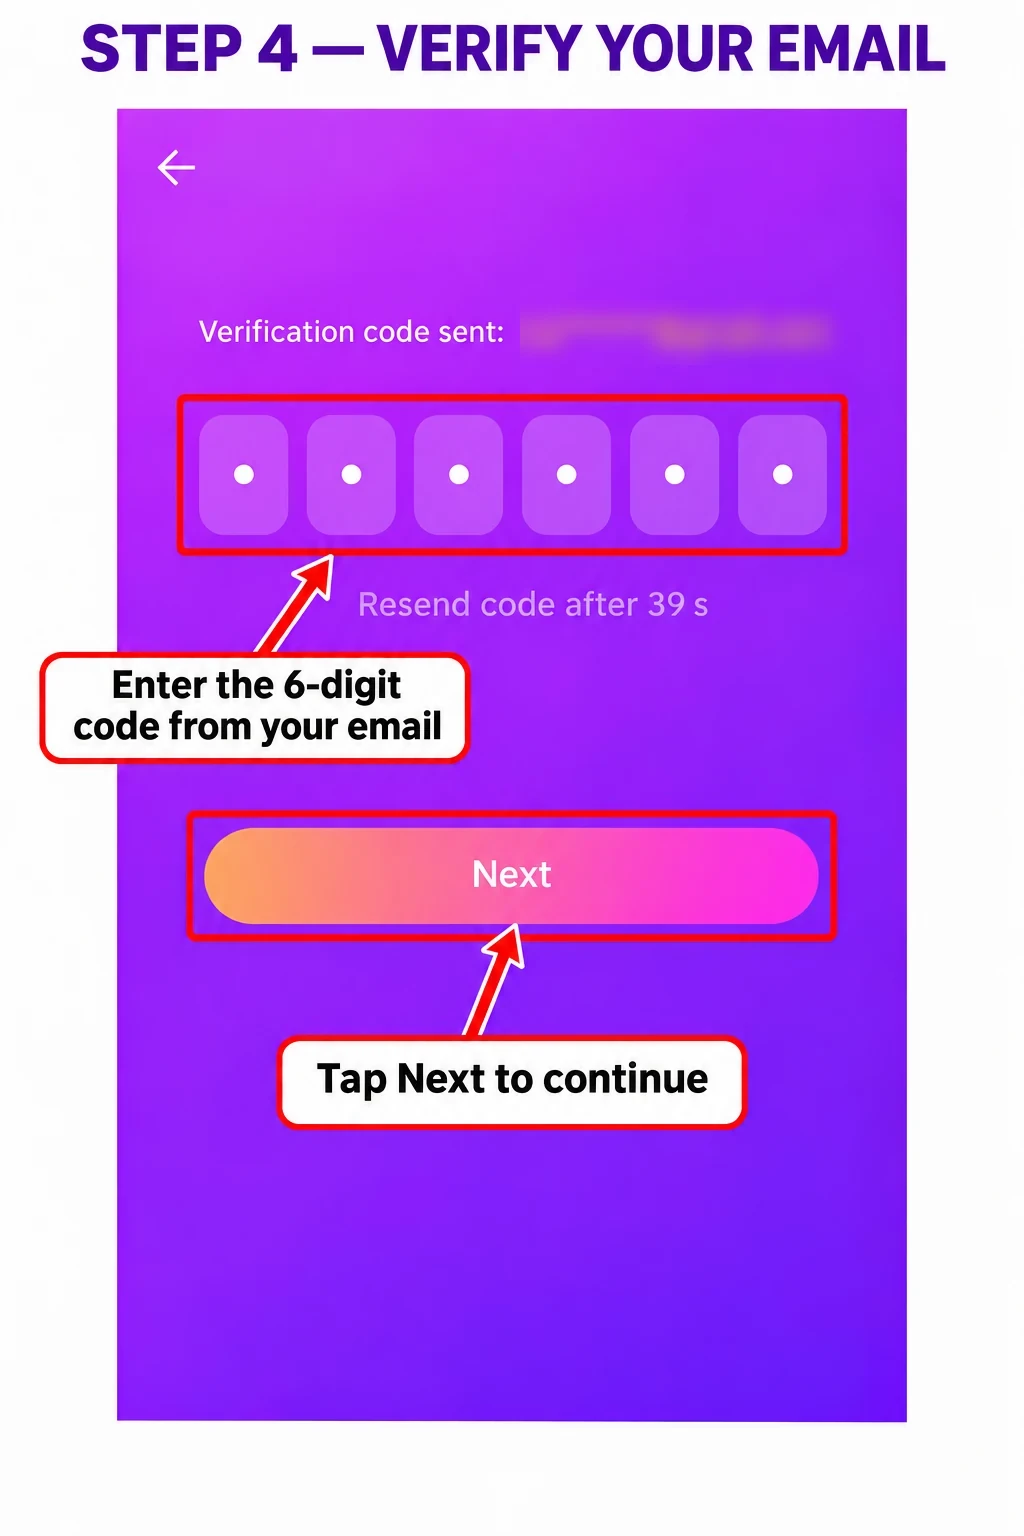 STEP 4 — VERIFY YOUR EMAIL
Verification code sent:
Resend code after 39 s
Enter the 6-digit
code from your email
Next
Tap Next to continue